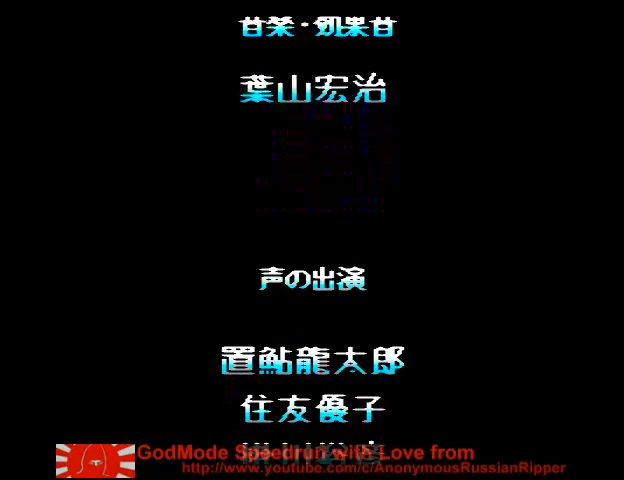 音楽・効果音
葉山宏治
声の出演
置鮎龍太郎
住友優子
GodMode Speedrun with Love from
http://www.youtube.com/c/AnonymousRussianRipper